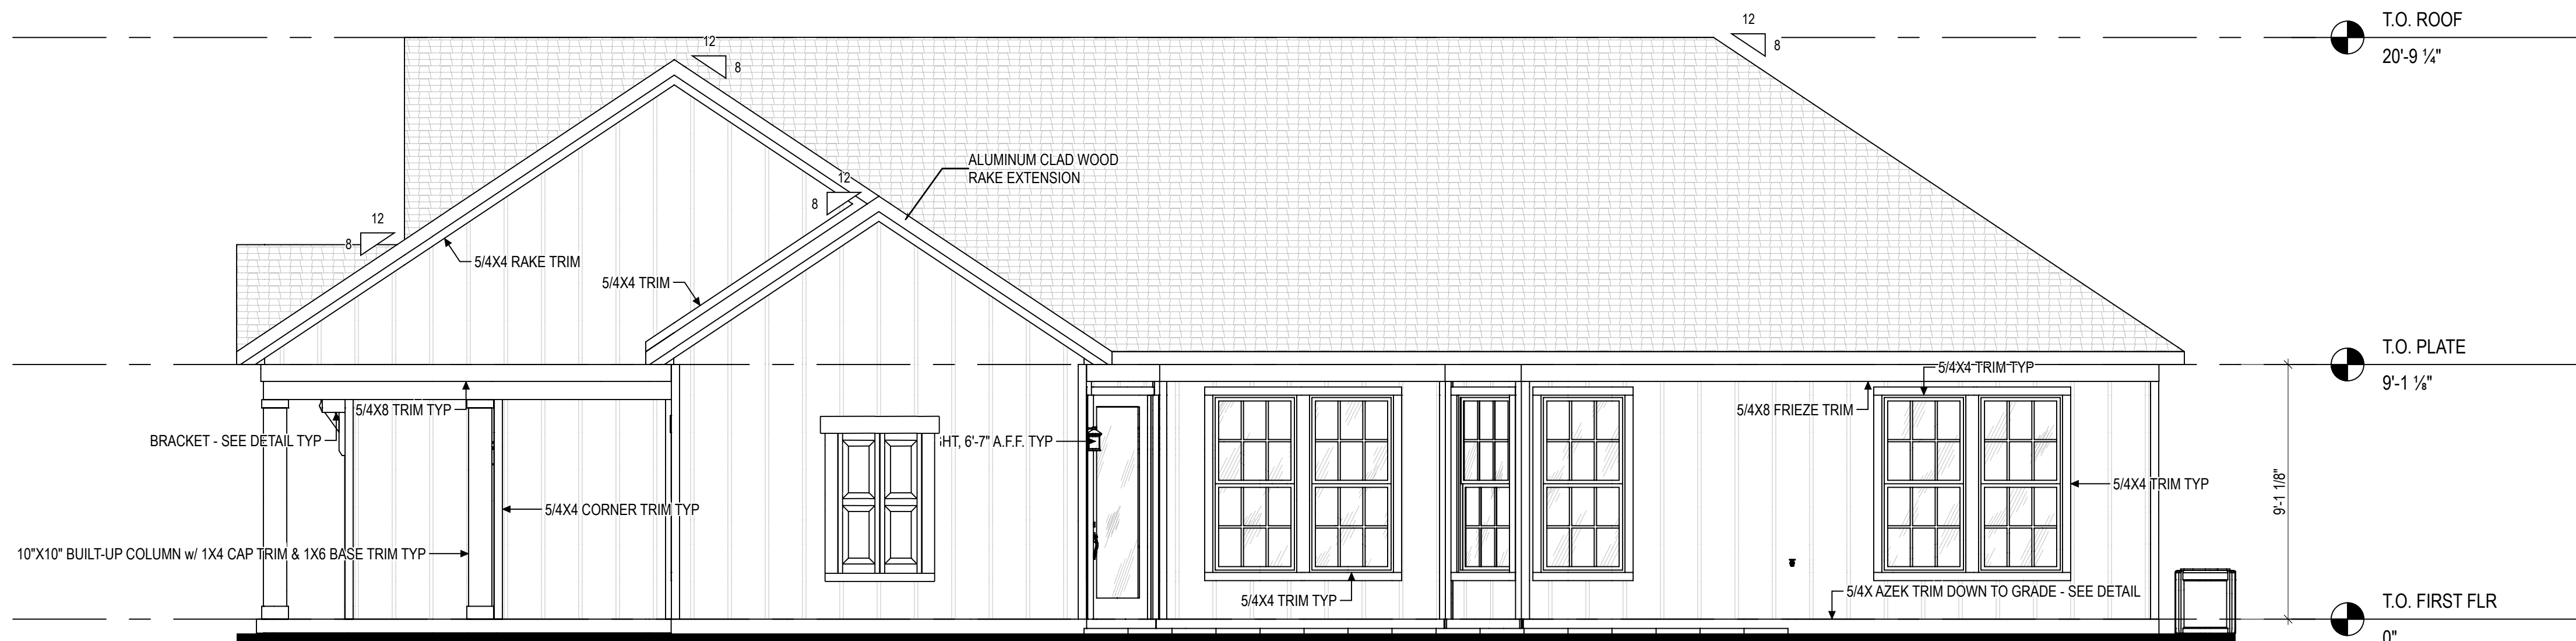 12
8
T.O. ROOF
20'-9 ¼"
12
8
ALUMINUM CLAD WOOD
RAKE EXTENSION
12
8
12
8
5/4X4 RAKE TRIM
5/4X4 TRIM
T.O. PLATE
9'-1 ⅛"
5/4X4 TRIM TYP
5/4X8 TRIM TYP
5/4X8 FRIEZE TRIM
BRACKET - SEE DETAIL TYP
GHT, 6'-7" A.F.F. TYP
5/4X4 TRIM TYP
9'-1 1/8"
5/4X4 CORNER TRIM TYP
10"X10" BUILT-UP COLUMN w/ 1X4 CAP TRIM & 1X6 BASE TRIM TYP
5/4X AZEK TRIM DOWN TO GRADE - SEE DETAIL
5/4X4 TRIM TYP
T.O. FIRST FLR
0"